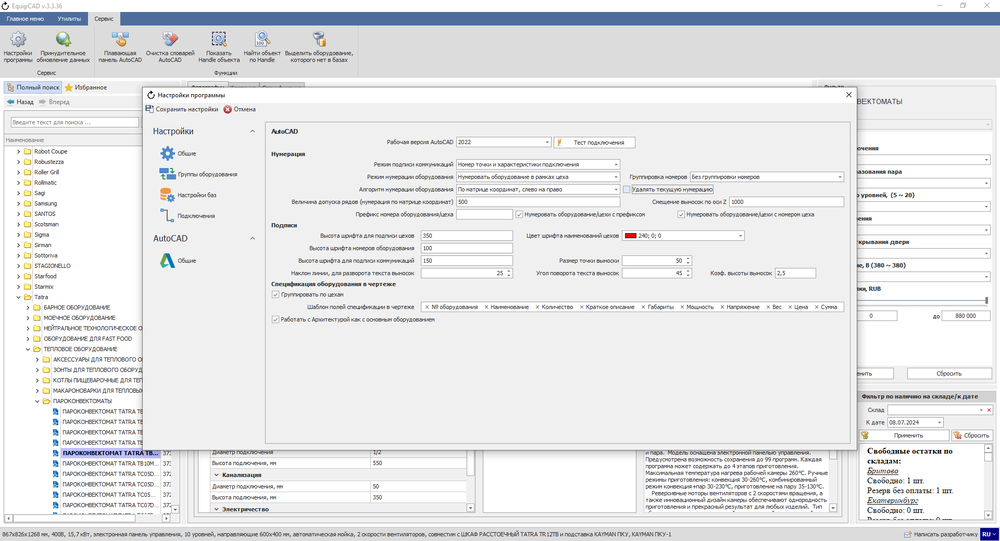 EquipCAD v.3.3.36
Главное меню
Утилиты
Сервис
Настройки программы
Принудительное обновление данных
Плавающая панель AutoCAD
Очистка словарей AutoCAD
Показать Handle объекта
Найти объект по Handle
Выделить оборудование, которого нет в базах
Сервис
Функции
Полный поиск
Избранное
Назад
Вперед
Введите текст для поиска ...
Наименование
Robot Coupe
Robustezza
Roller Grill
Rollmatic
Sagi
Samsung
SANTOS
Scotsman
Sigma
Sirman
Sottoriva
STAGIONELLO
Starfood
Starmix
Tatra
БАРНОЕ ОБОРУДОВАНИЕ
МОЕЧНОЕ ОБОРУДОВАНИЕ
НЕЙТРАЛЬНОЕ ТЕХНОЛОГИЧЕСКОЕ О
ОБОРУДОВАНИЕ ДЛЯ FAST FOOD
ТЕПЛОВОЕ ОБОРУДОВАНИЕ
АКСЕССУАРЫ ДЛЯ ТЕПЛОВОГО О
ЗОНТЫ ДЛЯ ТЕПЛОВОГО ОБОРУД
КОТЛЫ ПИЩЕВАРОЧНЫЕ ДЛЯ ТЕП
МАКАРОНОВАРКИ ДЛЯ ТЕПЛОВЫХ
ПАРОКОНВЕКТОМАТЫ
ПАРОКОНВЕКТОМАТ TATRA TB
ПАРОКОНВЕКТОМАТ TATRA TB
ПАРОКОНВЕКТОМАТ TATRA TB
ПАРОКОНВЕКТОМАТ TATRA TB
ПАРОКОНВЕКТОМАТ TATRA TB... 373
ПАРОКОНВЕКТОМАТ TATRA TB10M... 373
ПАРОКОНВЕКТОМАТ TATRA TC05D... 372
ПАРОКОНВЕКТОМАТ TATRA TC05D... 373
ПАРОКОНВЕКТОМАТ TATRA TC05... 372
ПАРОКОНВЕКТОМАТ TATRA TC07D... 372
Настройки программы
Сохранить настройки
Отмена
Настройки
Общие
Группы оборудования
Настройки баз
Подключения
AutoCAD
Общие
AutoCAD
Рабочая версия AutoCAD 2022 Тест подключения
Нумерация
Режим подписи коммуникаций Номер точки и характеристики подключения
Режим нумерации оборудования Нумеровать оборудование в рамках цеха Группировка номеров Без группировки номеров
Алгоритм нумерации оборудования По матрице координат, слево на право Удалять текущую нумерацию
Величина допуска рядов (нумерация по матрице координат) 500 Смещение выносок по оси Z 1000
Префикс номера оборудования/цеха Нумеровать оборудование/цехи с префиксом Нумеровать оборудование/цехи с номером цеха
Подписи
Высота шрифта для подписи цехов 350 Цвет шрифта наименований цехов 240; 0; 0
Высота шрифта номеров оборудования 100
Высота шрифта для подписи коммуникаций 150 Размер точки выноски 50
Наклон линии, для разворота текста выносок 25 Угол поворота текста выносок 45 Коэф. высоты выносок 2,5
Спецификация оборудования в чертеже
Группировать по цехам
Шаблон полей спецификации в чертеже № оборудования Наименование Количество Краткое описание Габариты Мощность Напряжение Вес Цена Сумма
Работать с Архитектурой как с основным оборудованием
Диаметр подключения 1/2
Высота подлючения, мм 550
Канализация
Диаметр подключения, мм 50
Высота подлючения, мм 350
Электричество
и пара. Модель оснащена электронной панелью управления.
Предусмотрена возможность сохранения до 99 программ. Каждая
программа может содержать до 4 этапов приготовления.
Максимальная температура нагрева рабочей камеры 260°С. Ручные
режимы приготовления: конвекция 30-260°С, комбинированный
режим конвекция+пар 30-230°С, приготовление на пару 35-130°С.
Реверсивные моторы вентиляторов с 2 скоростями вращения, а
также инновационный дизайн камеры обеспечивают однородность
приготовления и прекрасный результат для любых изделий. Тип
ВЕКТОМАТЫ
ючения
азования пара
о уровней, (5 ~ 20)
ения
ткрывания двери
ие, В (380 ~ 380)
лки, RUB
0 до 880 000
енить
Сбросить
Фильтр по наличию на складе/к дате
Склад
К дате 08.07.2024
Применить
Сбросить
Свободные остатки по
складам:
Бритово
Свободно: 1 шт.
Резерв без оплаты: 1 шт.
Екатеринбург
Свободно: 0 шт.
867x826x1268 мм, 400В, 15,7 кВт, электронная панель управления, 10 уровней, направляющие 600x400 мм, автоматическая мойка, 2 скорости вентиляторов, совместим с ШКАФ РАССТОЕЧНЫЙ TATRA TR12TB и подставка KAYMAN ПКУ, KAYMAN ПКУ-1
Написать разработчику
RU